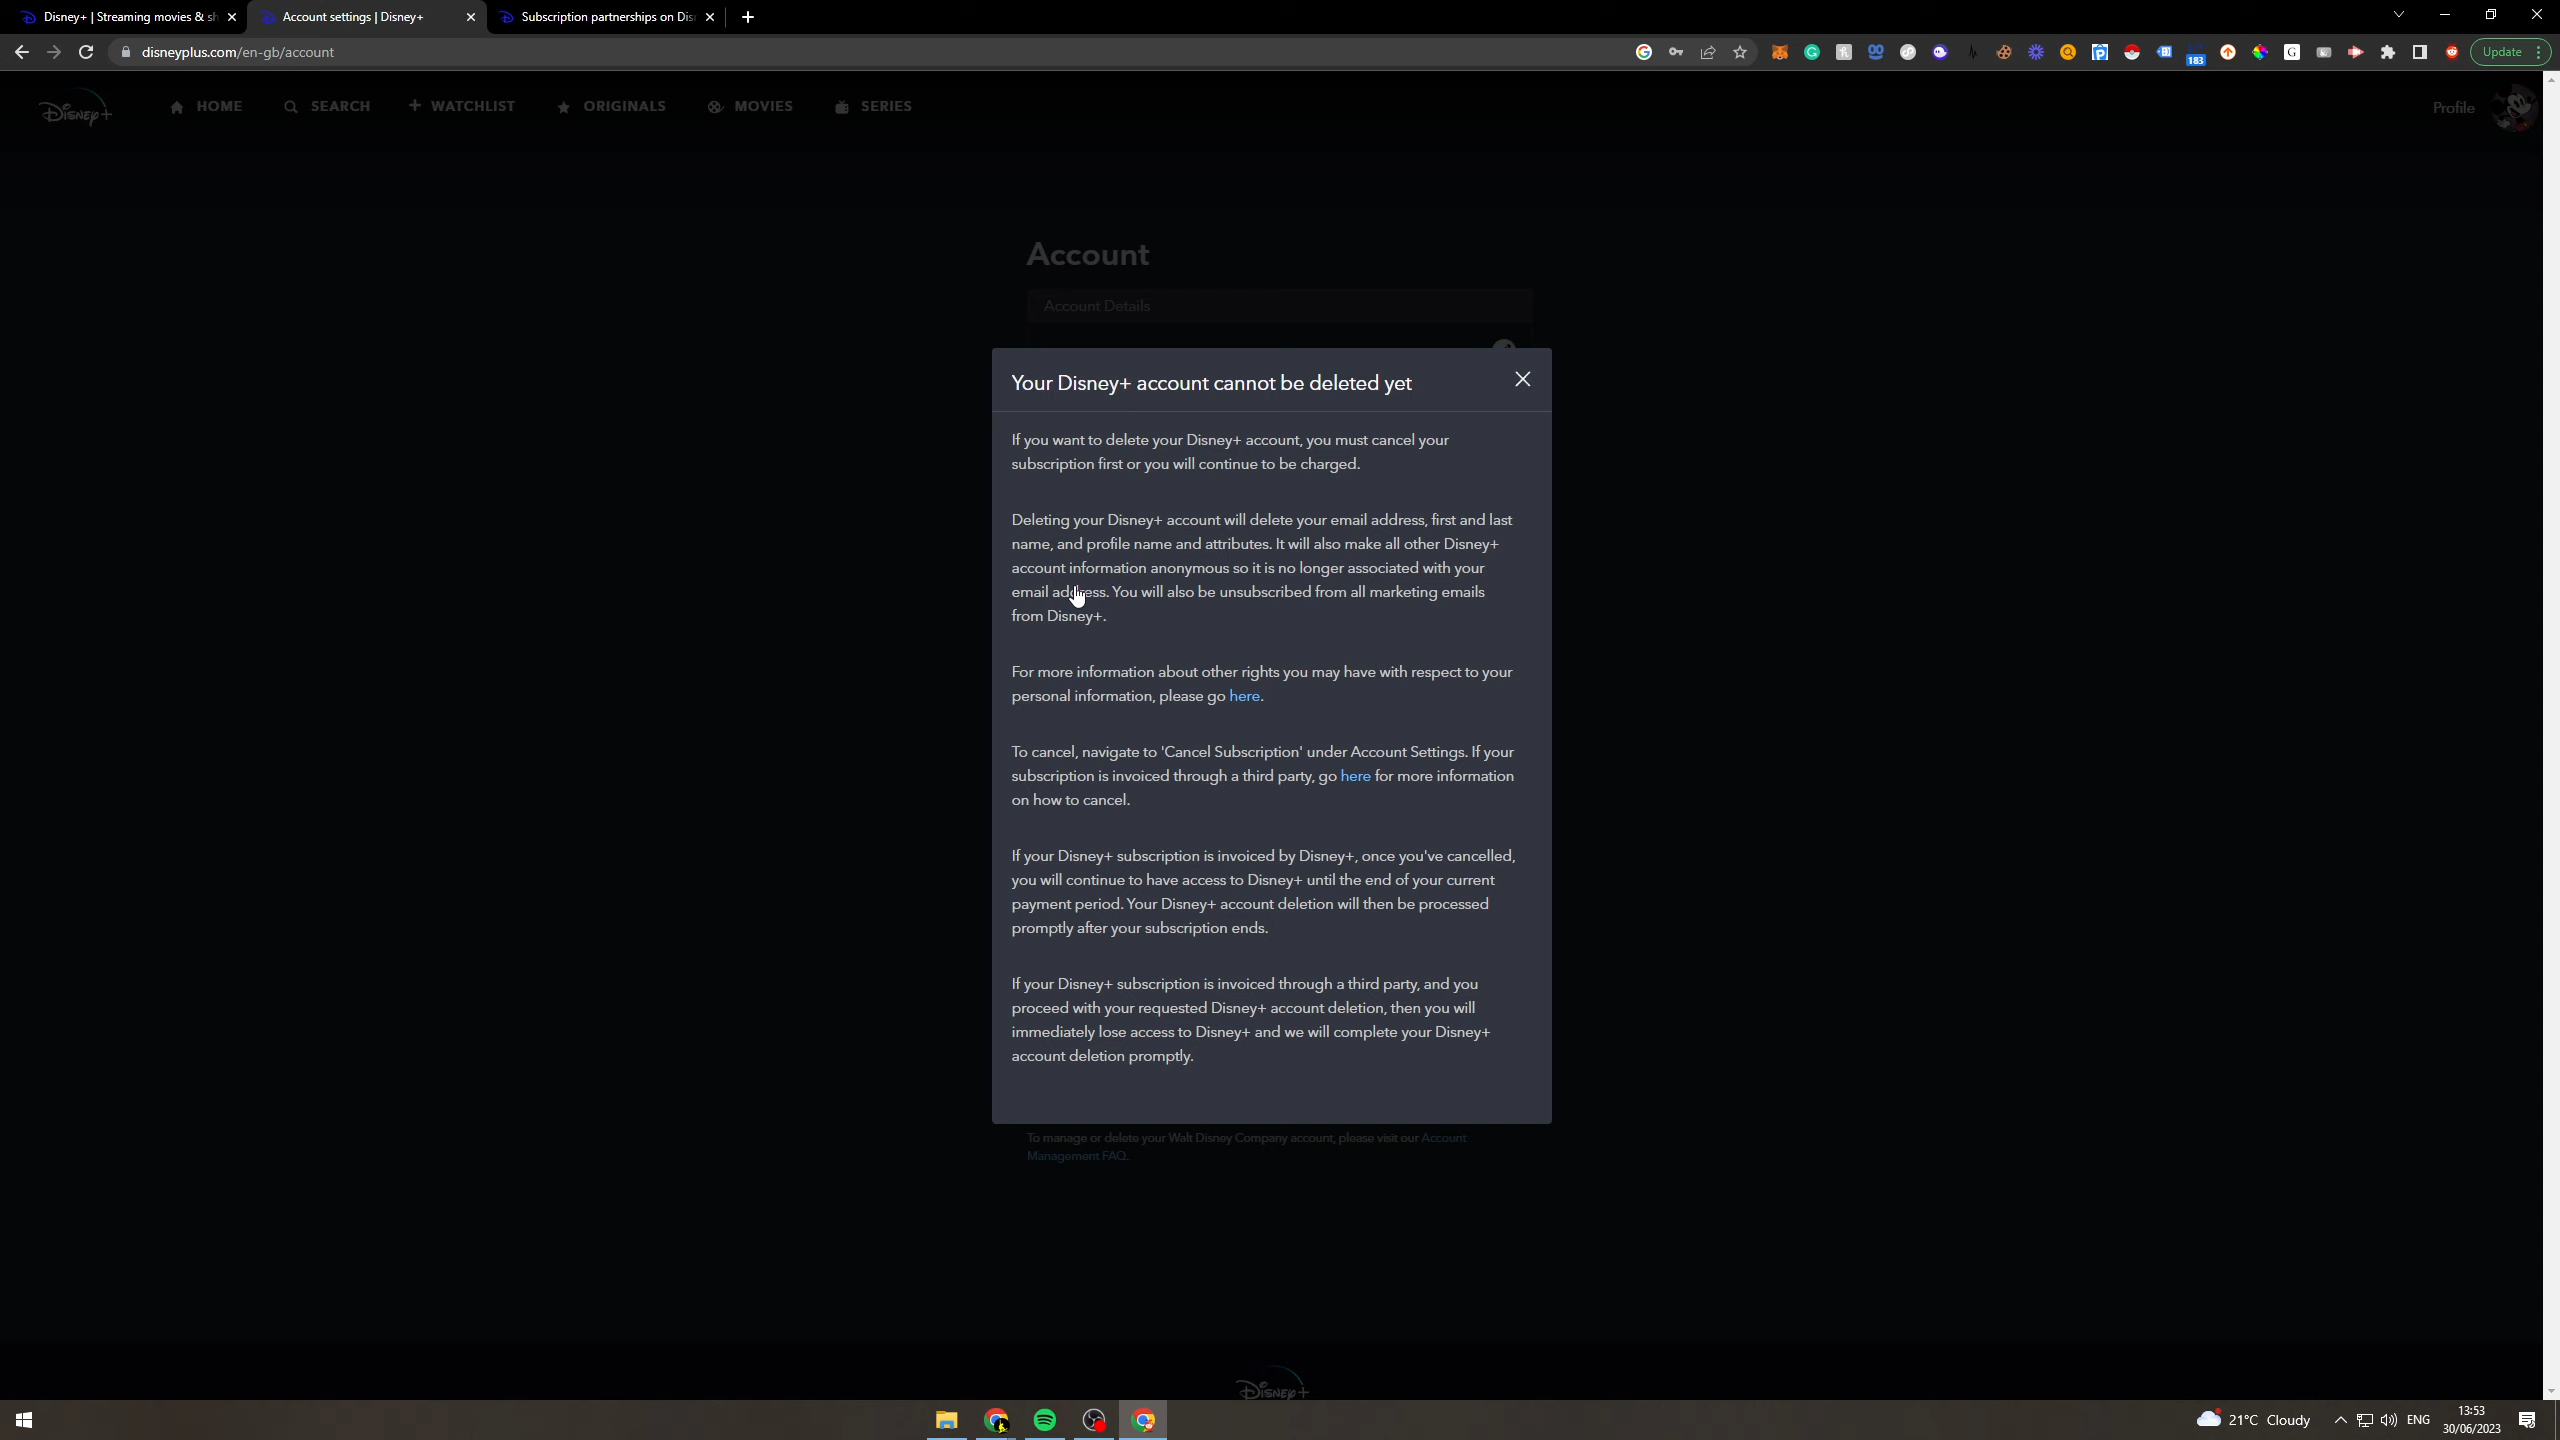 Disney+ | Streaming movies & sh
Account settings | Disney+
Subscription partnerships on Dis
disneyplus.com/en-gb/account
183
Update
Disney+
HOME
SEARCH
WATCHLIST
ORIGINALS
MOVIES
SERIES
Profile
Account
Account Details
Your Disney+ account cannot be deleted yet
If you want to delete your Disney+ account, you must cancel your
subscription first or you will continue to be charged.
Deleting your Disney+ account will delete your email address, first and last
name, and profile name and attributes. It will also make all other Disney+
account information anonymous so it is no longer associated with your
email address. You will also be unsubscribed from all marketing emails
from Disney+.
For more information about other rights you may have with respect to your
personal information, please go here.
To cancel, navigate to 'Cancel Subscription' under Account Settings. If your
subscription is invoiced through a third party, go here for more information
on how to cancel.
If your Disney+ subscription is invoiced by Disney+, once you've cancelled,
you will continue to have access to Disney+ until the end of your current
payment period. Your Disney+ account deletion will then be processed
promptly after your subscription ends.
If your Disney+ subscription is invoiced through a third party, and you
proceed with your requested Disney+ account deletion, then you will
immediately lose access to Disney+ and we will complete your Disney+
account deletion promptly.
To manage or delete your Walt Disney Company account, please visit our Account
Management FAQ.
Disney+
21°C Cloudy
ENG
13:53
30/06/2023